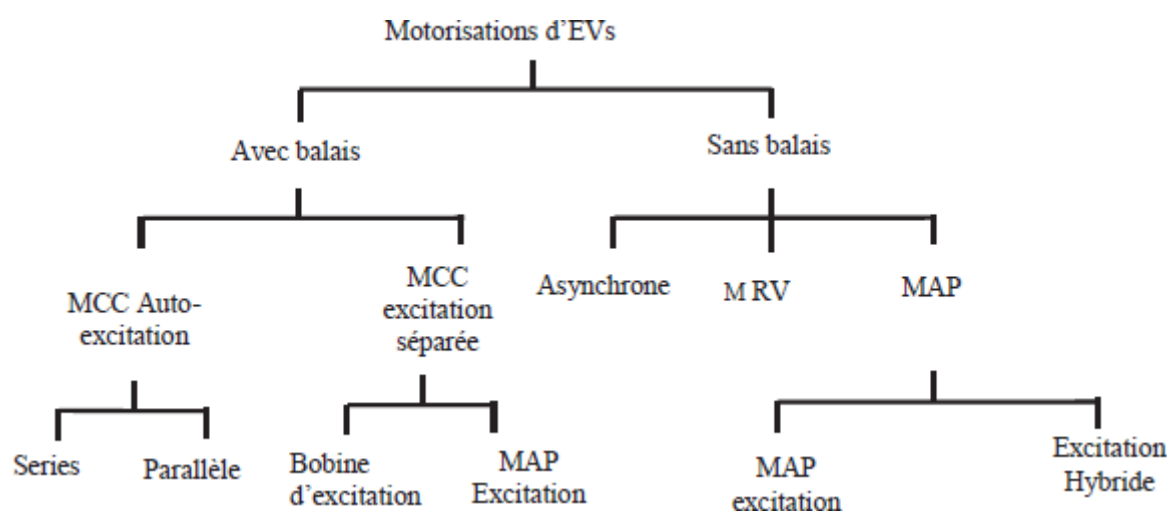 Motorisations d'EVs
Avec balais
Sans balais
MCC Auto-
excitation
MCC
excitation
séparée
Asynchrone
M RV
MAP
Series
Parallèle
Bobine
d'excitation
MAP
Excitation
MAP
excitation
Excitation
Hybride